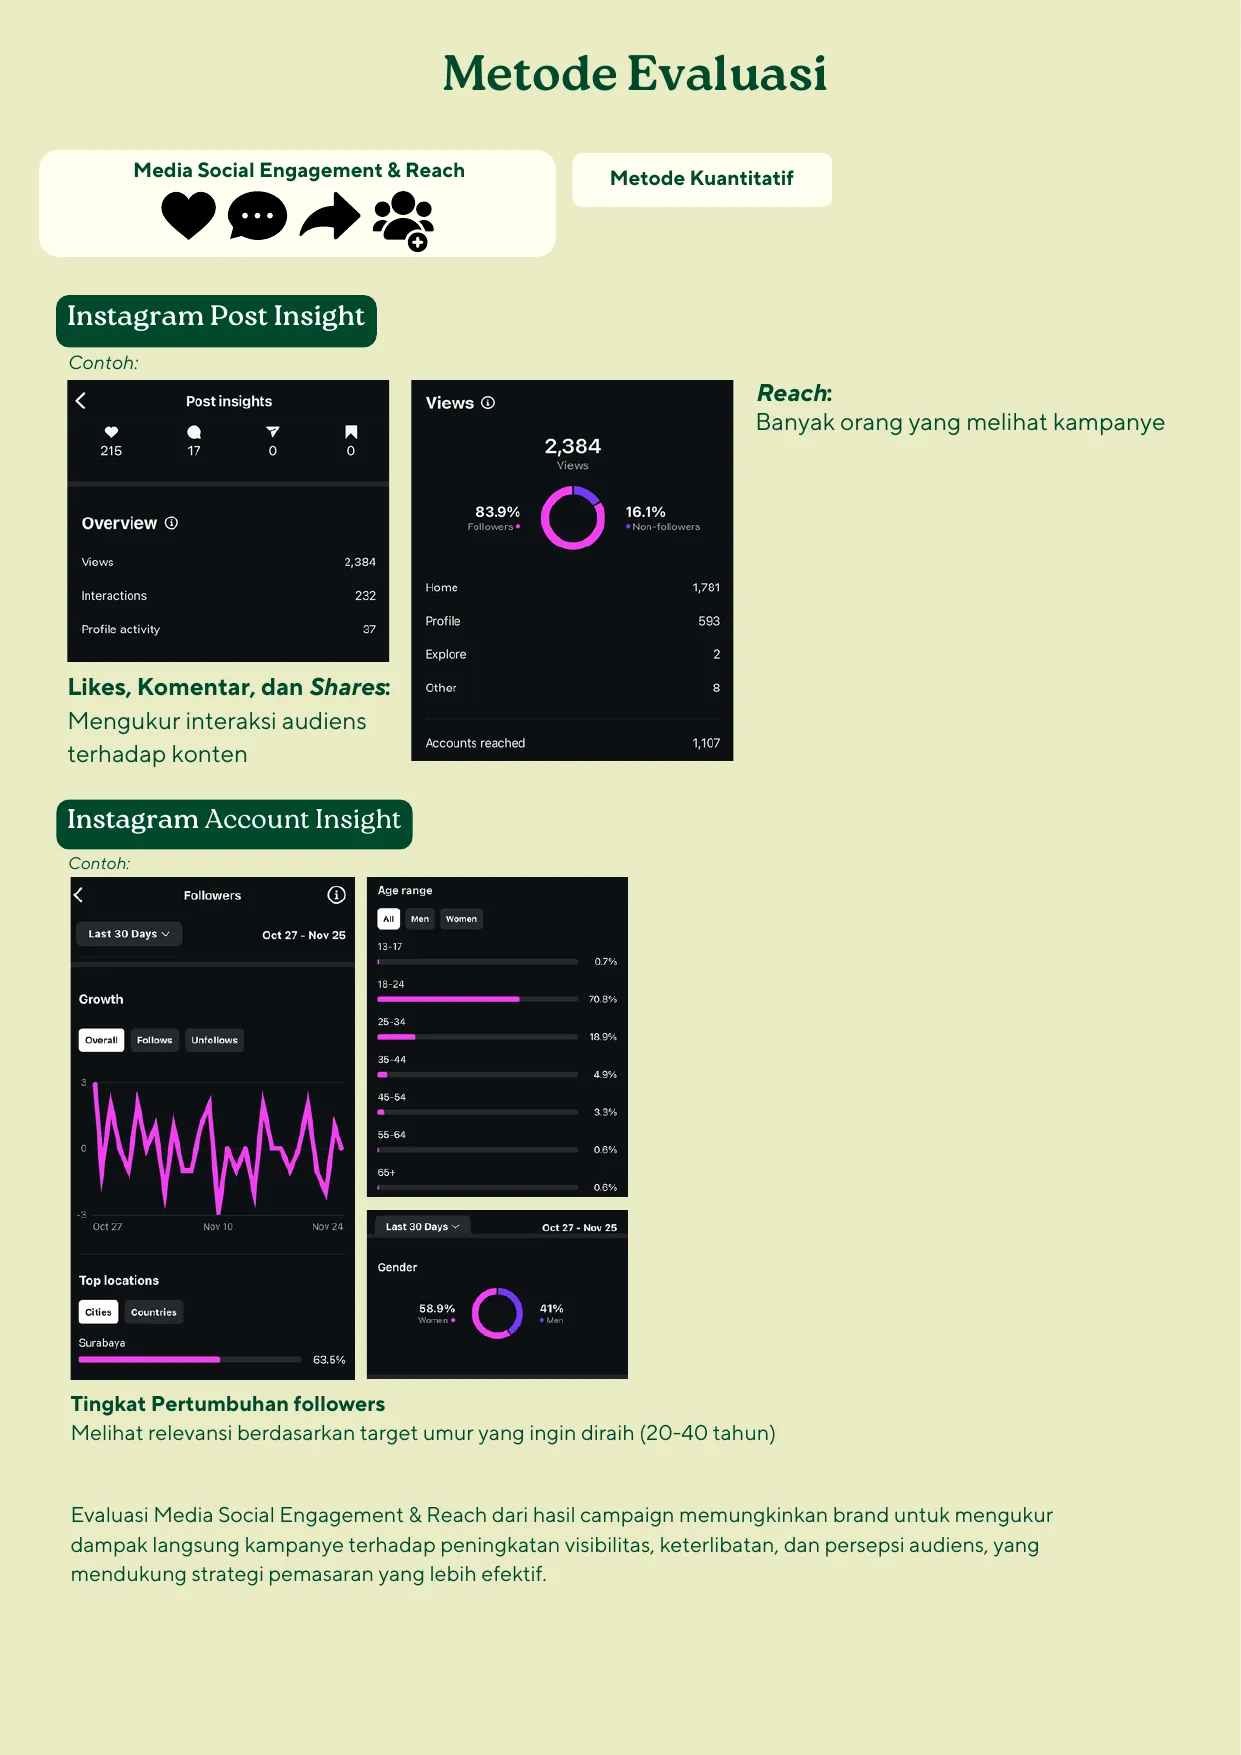 Metode Evaluasi
Media Social Engagement & Reach
Metode Kuantitatif
Instagram Post Insight
Contoh:
Post insights
215 17 0 0
Overview
Views 2,384
Interactions 232
Profile activity 37
Likes, Komentar, dan Shares:
Mengukur interaksi audiens
terhadap konten
Views
2,384
Views
83.9% 16.1%
Followers Non-followers
Home 1,781
Profile 593
Explore 2
Other 8
Accounts reached 1,107
Reach:
Banyak orang yang melihat kampanye
Instagram Account Insight
Contoh:
Followers
Last 30 Days Oct 27 - Nov 25
Growth
Overall Follows Unfollows
3
0
-3
Oct 27 Nov 10 Nov 24
Top locations
Cities Countries
Surabaya
63.5%
Age range
All Men Women
13-17
0.7%
18-24
70.8%
25-34
18.9%
35-44
4.9%
45-54
3.3%
55-64
0.6%
65+
0.6%
Last 30 Days Oct 27 - Nov 25
Gender
58.9% 41%
Women Men
Tingkat Pertumbuhan followers
Melihat relevansi berdasarkan target umur yang ingin diraih (20-40 tahun)
Evaluasi Media Social Engagement & Reach dari hasil campaign memungkinkan brand untuk mengukur
dampak langsung kampanye terhadap peningkatan visibilitas, keterlibatan, dan persepsi audiens, yang
mendukung strategi pemasaran yang lebih efektif.